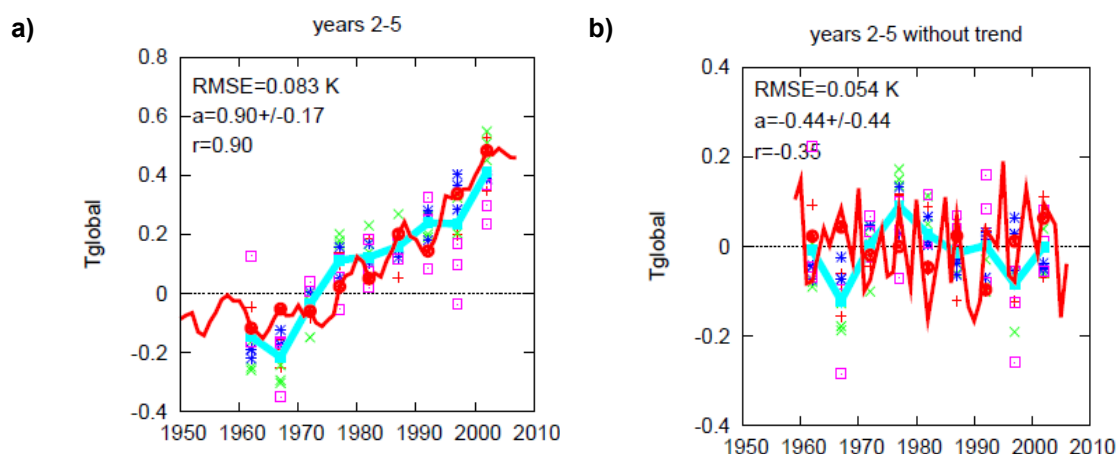 a)
years 2-5
RMSE=0.083 K
a=0.90+/-0.17
r=0.90
Tglobal
0.8
0.6
0.4
0.2
0
-0.2
-0.4
1950 1960 1970 1980 1990 2000 2010
b)
years 2-5 without trend
RMSE=0.054 K
a=-0.44+/-0.44
r=-0.35
Tglobal
0.4
0.2
0
-0.2
-0.4
1950 1960 1970 1980 1990 2000 2010